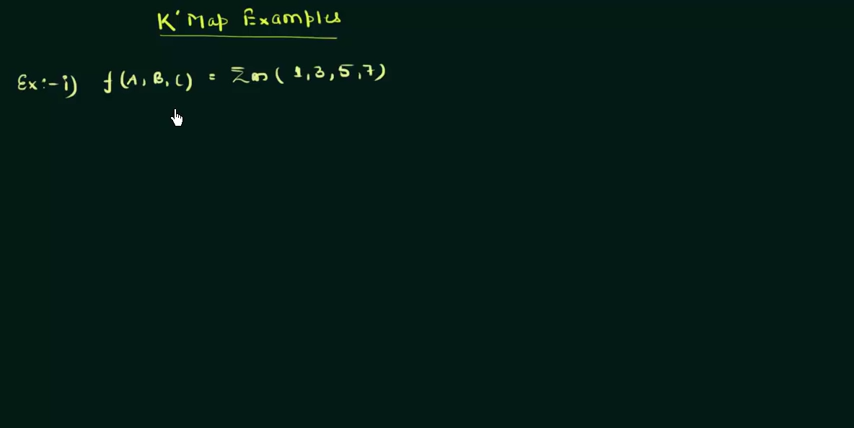 K' Map Examples
Ex:- i) f(A, B, C) = Σm( 1, 3, 5, 7)